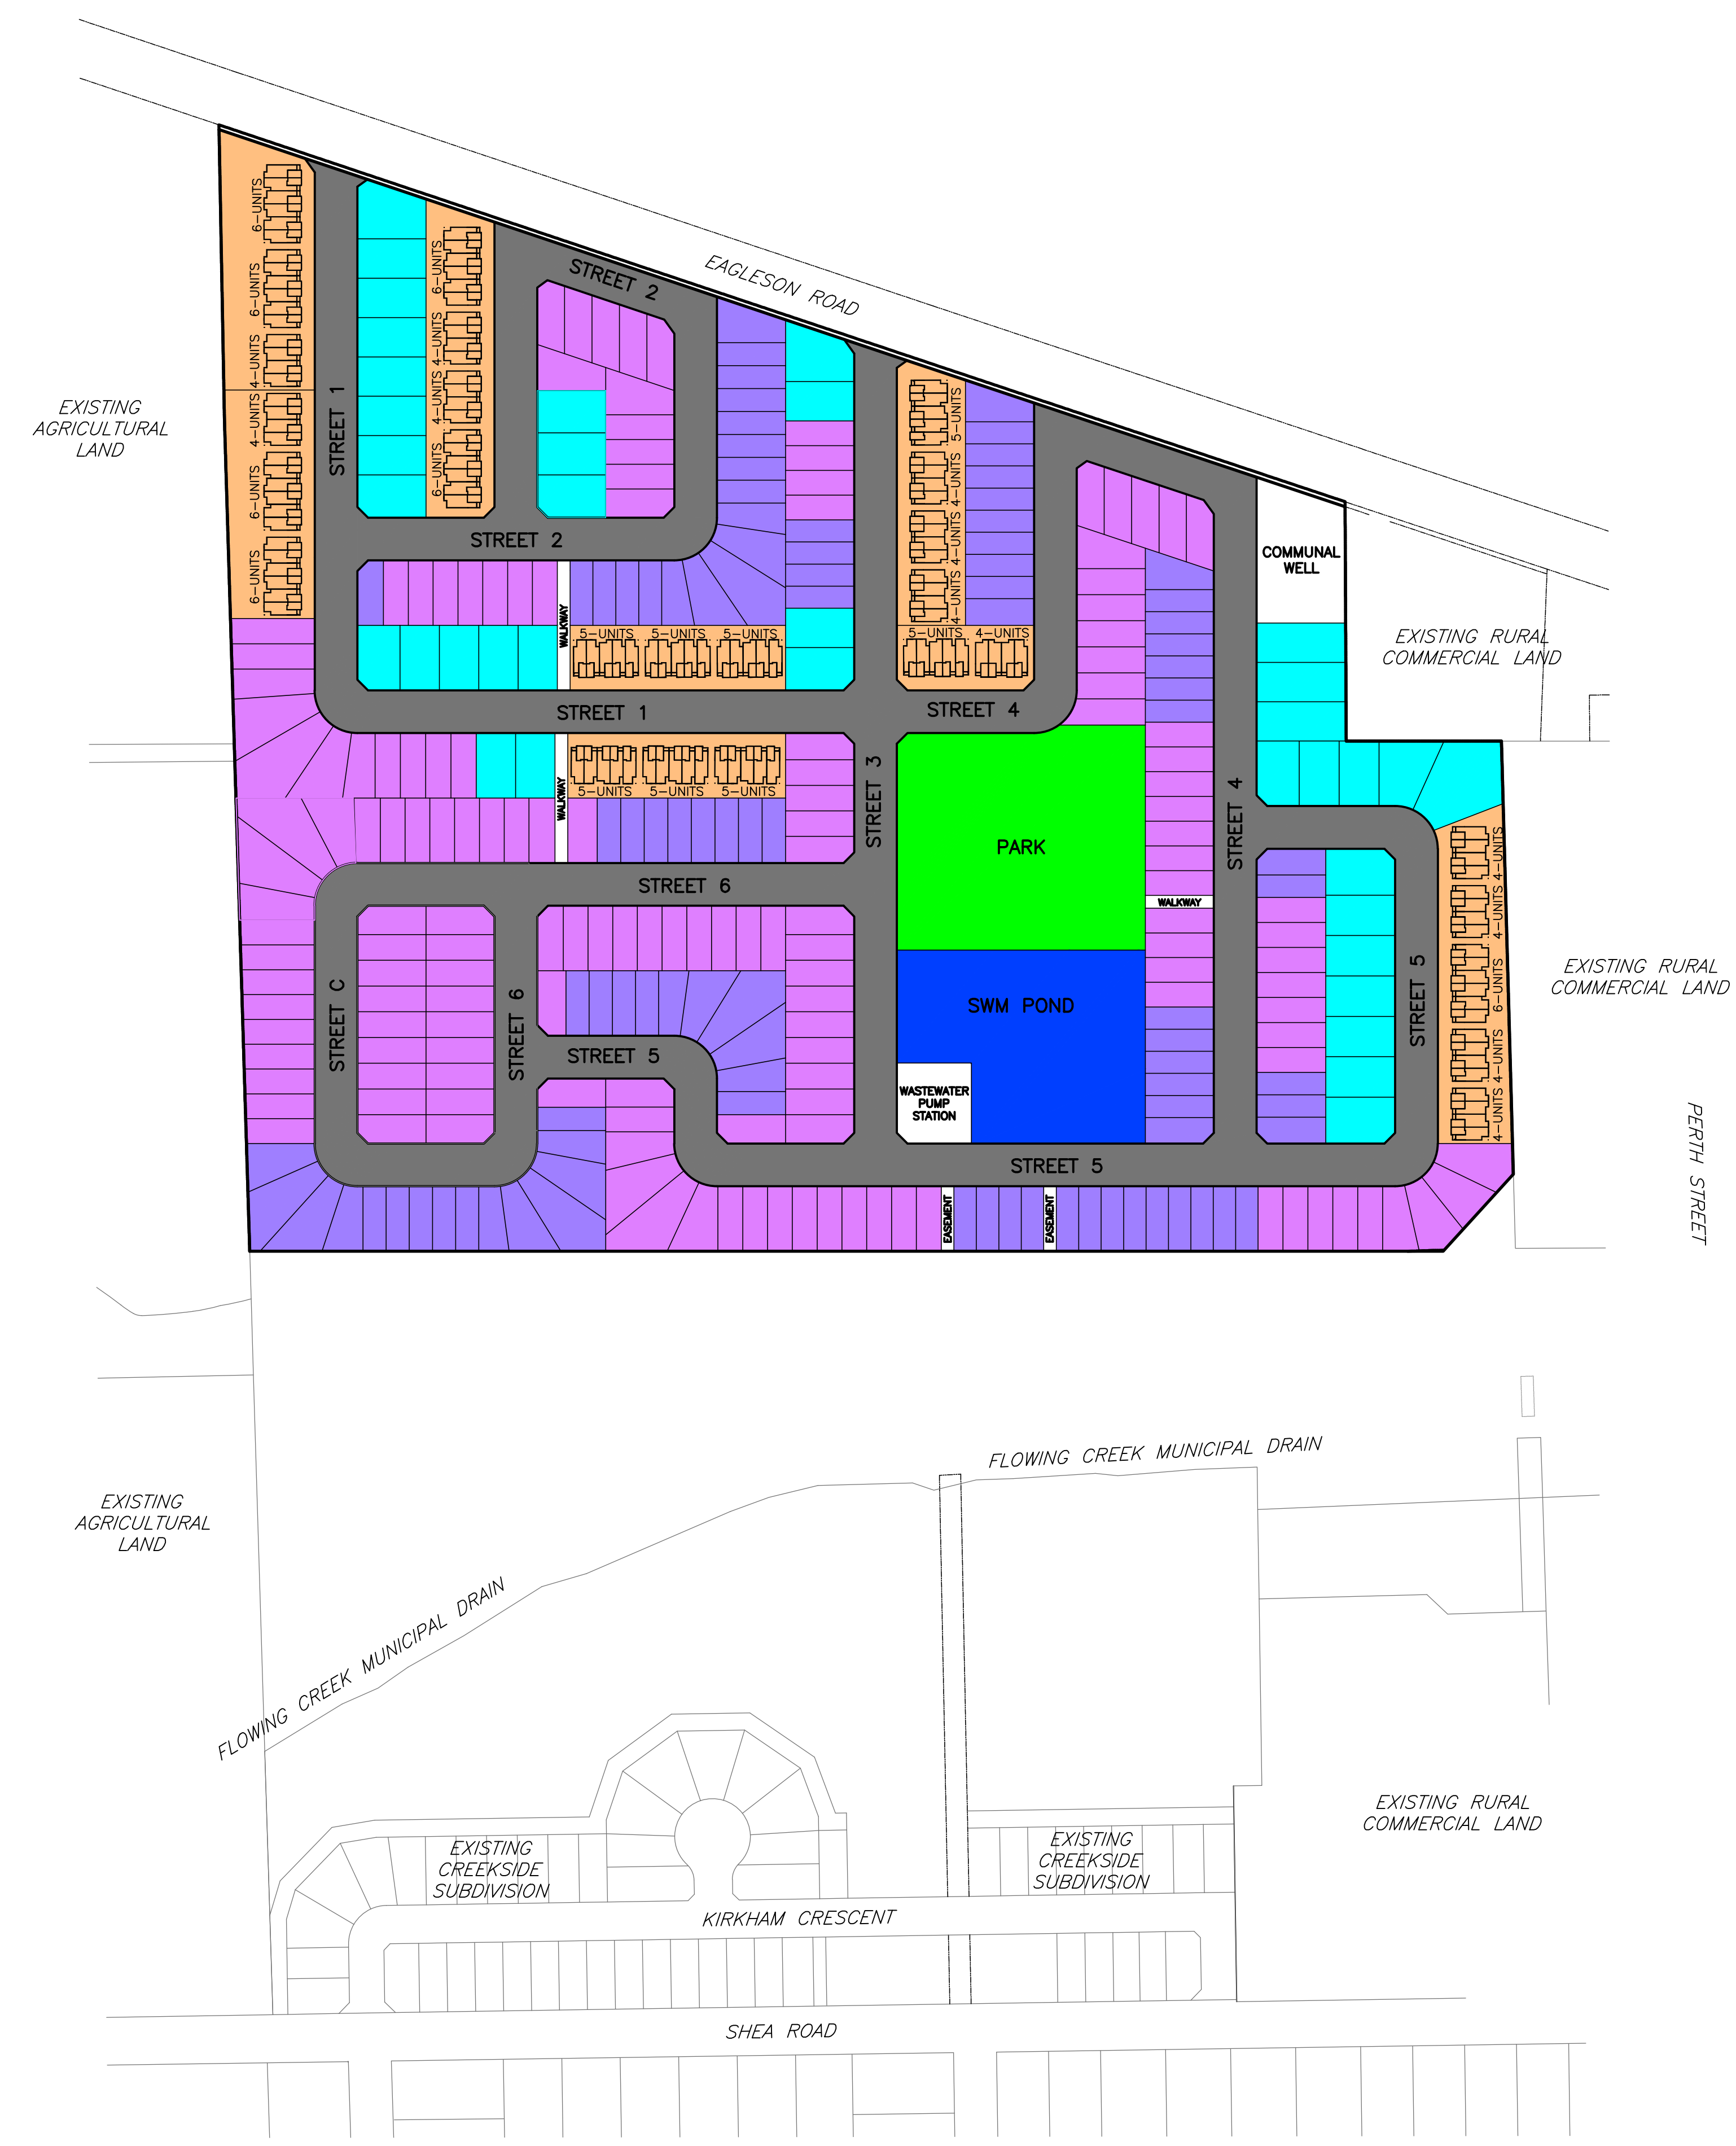 EAGLESON ROAD
6-UNITS
6-UNITS
4-UNITS
4-UNITS
6-UNITS
6-UNITS
STREET 1
6-UNITS
4-UNITS
4-UNITS
6-UNITS
STREET 2
STREET 2
EXISTING
AGRICULTURAL
LAND
5-UNITS
4-UNITS
4-UNITS
4-UNITS
5-UNITS
4-UNITS
COMMUNAL
WELL
EXISTING RURAL
COMMERCIAL LAND
WALKWAY
5-UNITS
5-UNITS
5-UNITS
STREET 1
STREET 4
WALKWAY
5-UNITS
5-UNITS
5-UNITS
STREET 3
STREET 4
PARK
STREET 6
WALKWAY
4-UNITS
4-UNITS
6-UNITS
4-UNITS
4-UNITS
EXISTING RURAL
COMMERCIAL LAND
STREET C
STREET 6
STREET 5
SWM POND
STREET 5
WASTEWATER
PUMP
STATION
STREET 5
PERTH STREET
EASEMENT
EASEMENT
FLOWING CREEK MUNICIPAL DRAIN
EXISTING
AGRICULTURAL
LAND
FLOWING CREEK MUNICIPAL DRAIN
EXISTING RURAL
COMMERCIAL LAND
EXISTING
CREEKSIDE
SUBDIVISION
EXISTING
CREEKSIDE
SUBDIVISION
KIRKHAM CRESCENT
SHEA ROAD